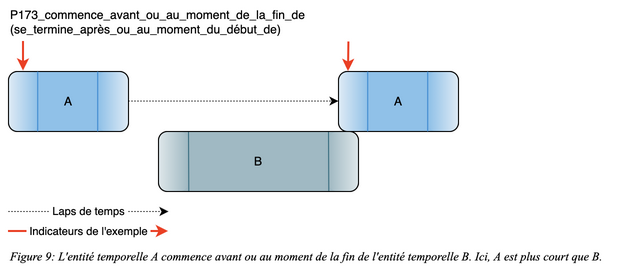 P173_commence_avant_ou_au_moment_de_la_fin_de
(se_termine_après_ou_au_moment_du_début_de)
A
A
B
Laps de temps
Indicateurs de l'exemple
Figure 9: L'entité temporelle A commence avant ou au moment de la fin de l'entité temporelle B. Ici, A est plus court que B.